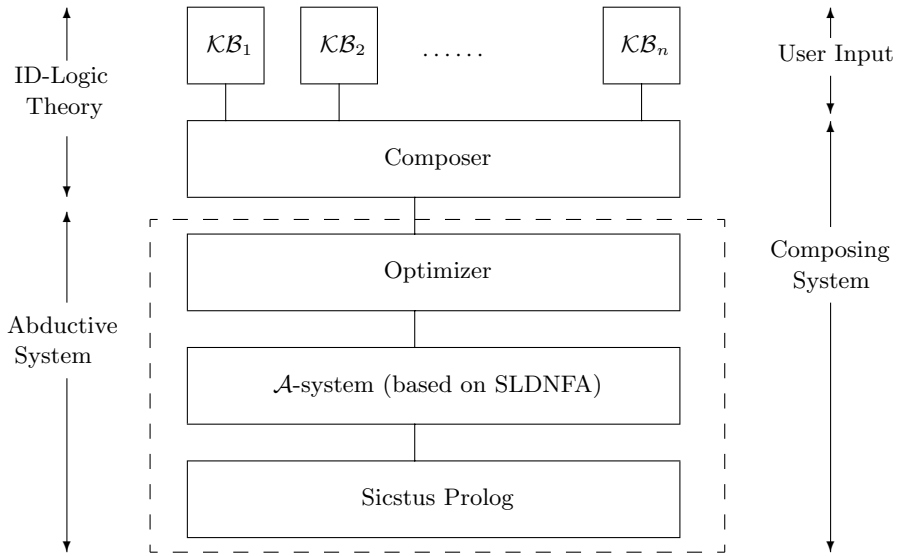 𝒦ℬ₁ 𝒦ℬ₂ ...... 𝒦ℬₙ
ID-Logic
Theory
User Input
Composer
Optimizer
Composing
System
Abductive
System
𝒜-system (based on SLDNFA)
Sicstus Prolog